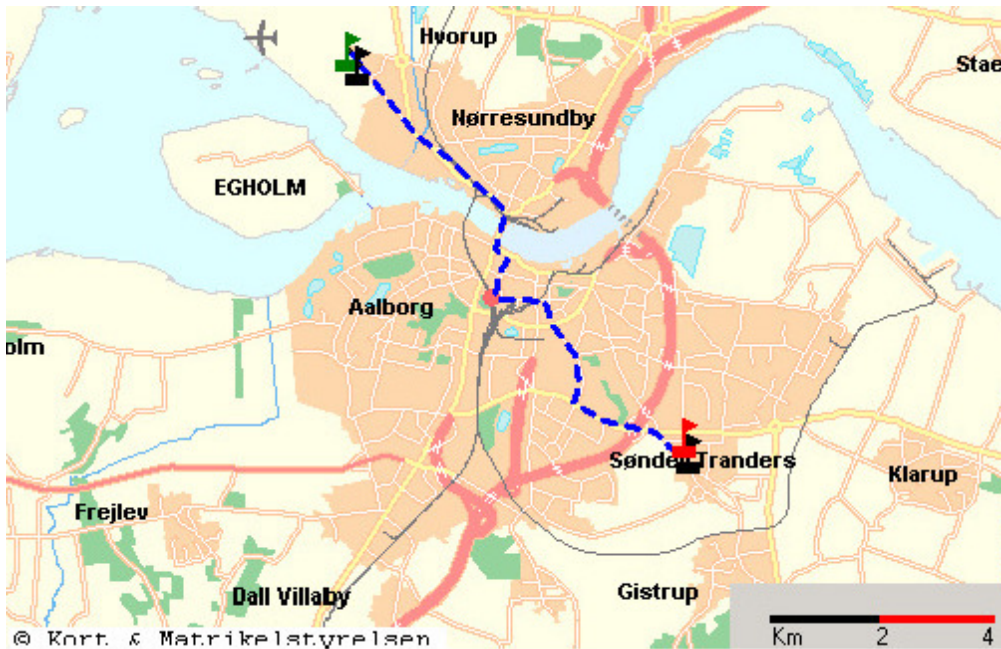 Hvorup
Stae
Nørresundby
EGHOLM
Aalborg
olm
Sønder Tranders
Klarup
Frejlev
Dall Villaby
Gistrup
© Kort & Matrikelstyrelsen
Km 2 4